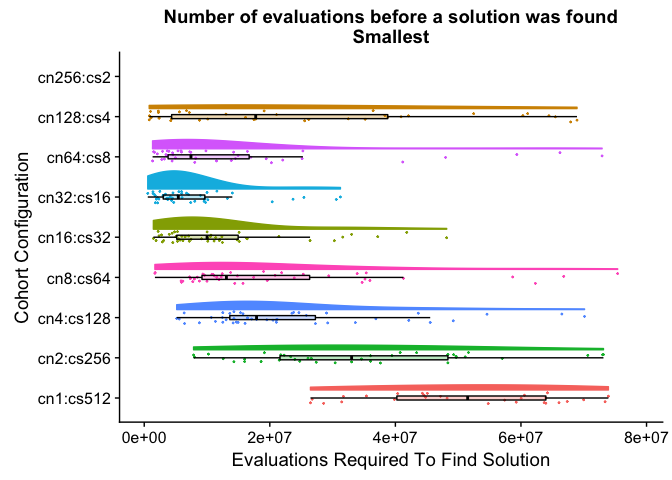 Number of evaluations before a solution was found
Smallest
Cohort Configuration
cn256:cs2
cn128:cs4
cn64:cs8
cn32:cs16
cn16:cs32
cn8:cs64
cn4:cs128
cn2:cs256
cn1:cs512
0e+00 2e+07 4e+07 6e+07 8e+07
Evaluations Required To Find Solution